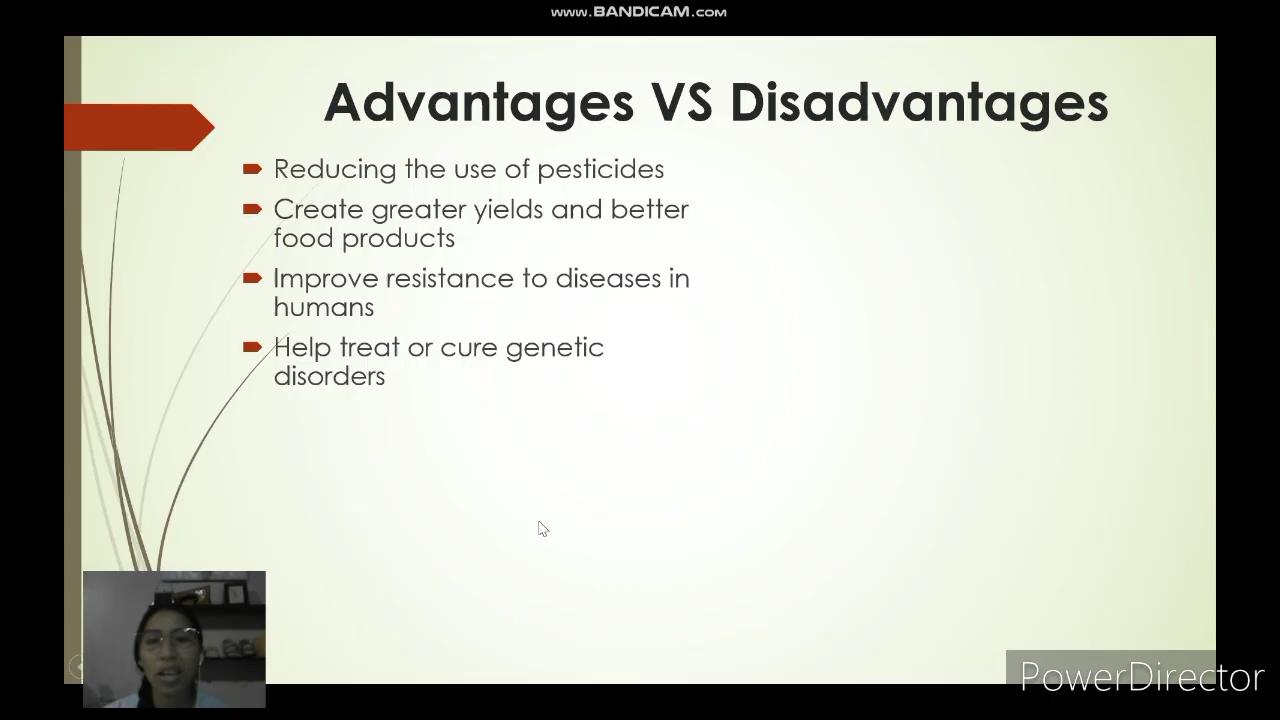 www.BANDICAM.com
Advantages VS Disadvantages
Reducing the use of pesticides
Create greater yields and better
food products
Improve resistance to diseases in
humans
Help treat or cure genetic
disorders
PowerDirector